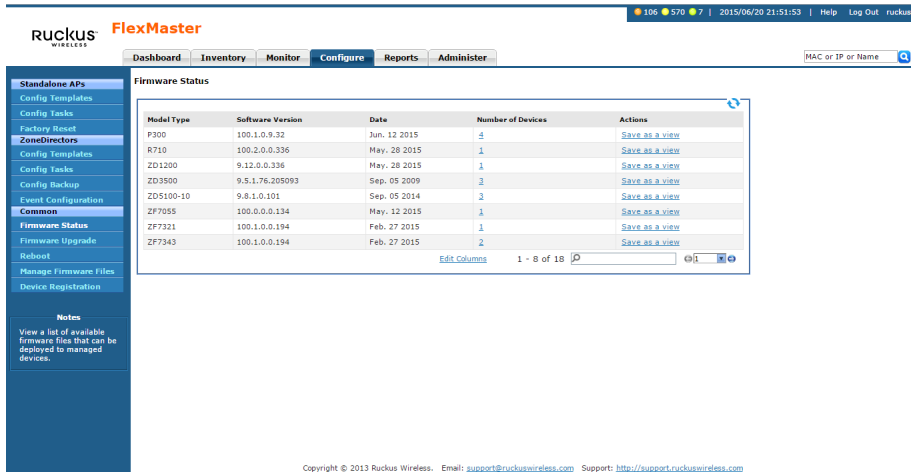 106 570 7 | 2015/06/20 21:51:53 | Help Log Out ruckus
Ruckus WIRELESS
FlexMaster
Dashboard Inventory Monitor Configure Reports Administer
MAC or IP or Name
Standalone APs
Config Templates
Config Tasks
Factory Reset
ZoneDirectors
Config Templates
Config Tasks
Config Backup
Event Configuration
Common
Firmware Status
Firmware Upgrade
Reboot
Manage Firmware Files
Device Registration
Notes
View a list of available
firmware files that can be
deployed to managed
devices.
Firmware Status
Model Type Software Version Date Number of Devices Actions
P300 100.1.0.9.32 Jun. 12 2015 4 Save as a view
R710 100.2.0.0.336 May. 28 2015 1 Save as a view
ZD1200 9.12.0.0.336 May. 28 2015 1 Save as a view
ZD3500 9.5.1.76.205093 Sep. 05 2009 3 Save as a view
ZD5100-10 9.8.1.0.101 Sep. 05 2014 3 Save as a view
ZF7055 100.0.0.0.134 May. 12 2015 1 Save as a view
ZF7321 100.1.0.0.194 Feb. 27 2015 1 Save as a view
ZF7343 100.1.0.0.194 Feb. 27 2015 2 Save as a view
Edit Columns 1 - 8 of 18 1
Copyright © 2013 Ruckus Wireless. Email: support@ruckuswireless.com Support: http://support.ruckuswireless.com